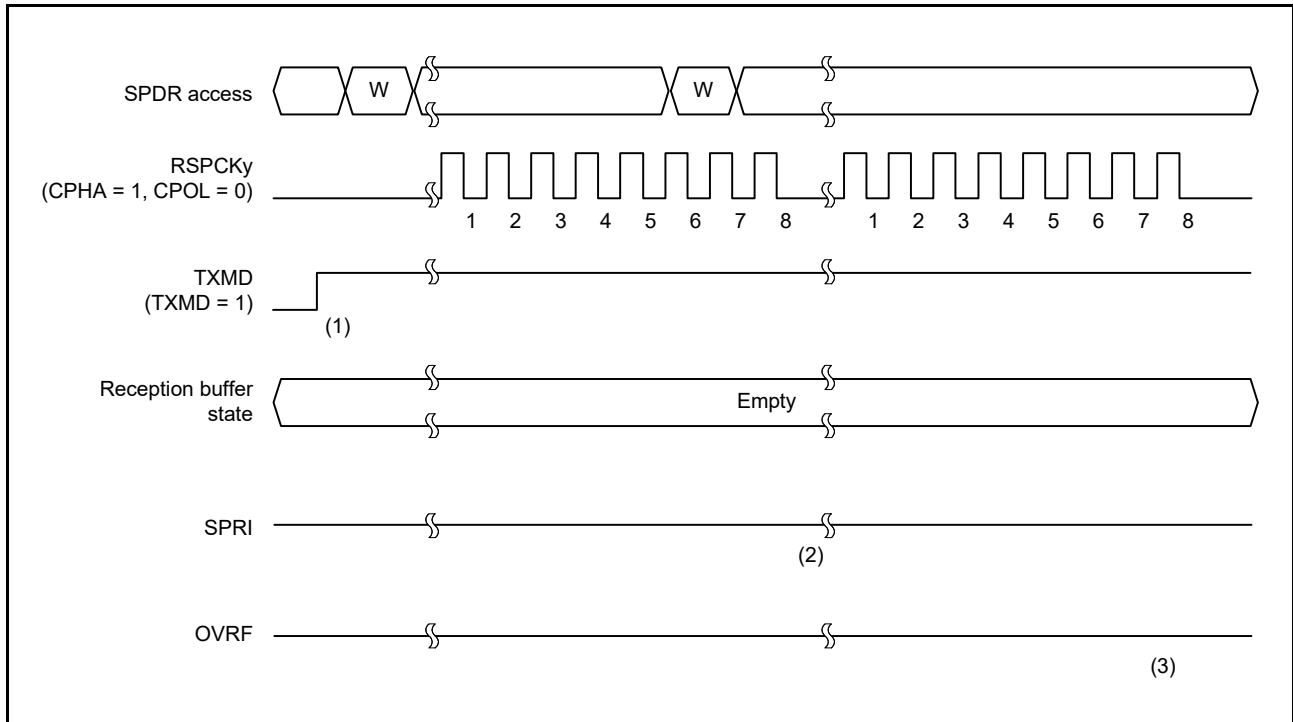 SPDR access
W
W
RSPCKy
(CPHA = 1, CPOL = 0)
1 2 3 4 5 6 7 8 1 2 3 4 5 6 7 8
TXMD
(TXMD = 1)
(1)
Reception buffer
state
Empty
SPRI
(2)
OVRF
(3)